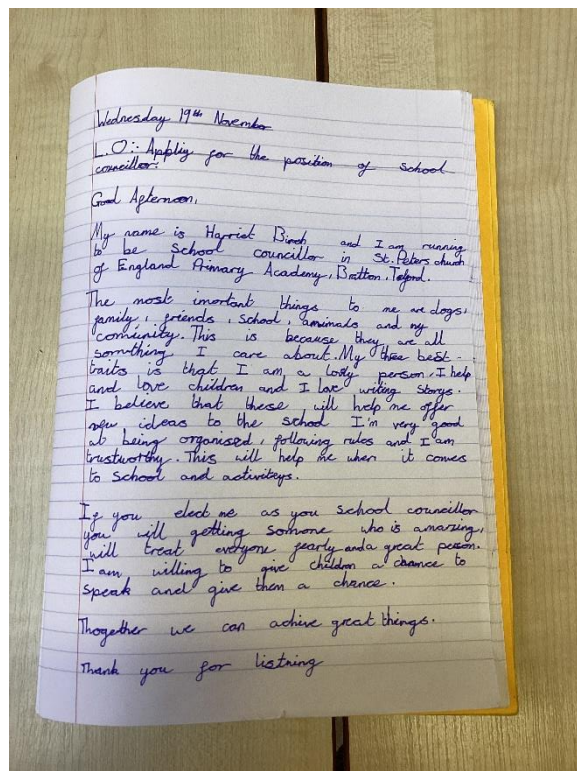 Wednesday 19th November
L.O:- Appliy for the position of school
councillor.
Good Afternoon,
My name is Harriet Birch and I am running
to be School councillor in St.Peters church
of England Primary Academy, Bratton, Telford.
The most imortant things to me are dogs,
family, friends, school, amimals and my
comunity. This is because they are all
somthing I care about. My three best
traits is that I am a lovly person, I help
and love children and I love writing storys.
I believe that these will help me offer
new ideas to the school I'm very good
at being organised, following rules and I am
trustworthy. This will help me when it comes
to School and activiteys.
If you elect me as you school councillor
you will getting somone who is amazing,
will treat everyone fearly and a great person.
I am willing to give children a chance to
speak and give them a chance.
Thogether we can achive great things.
Thank you for listning